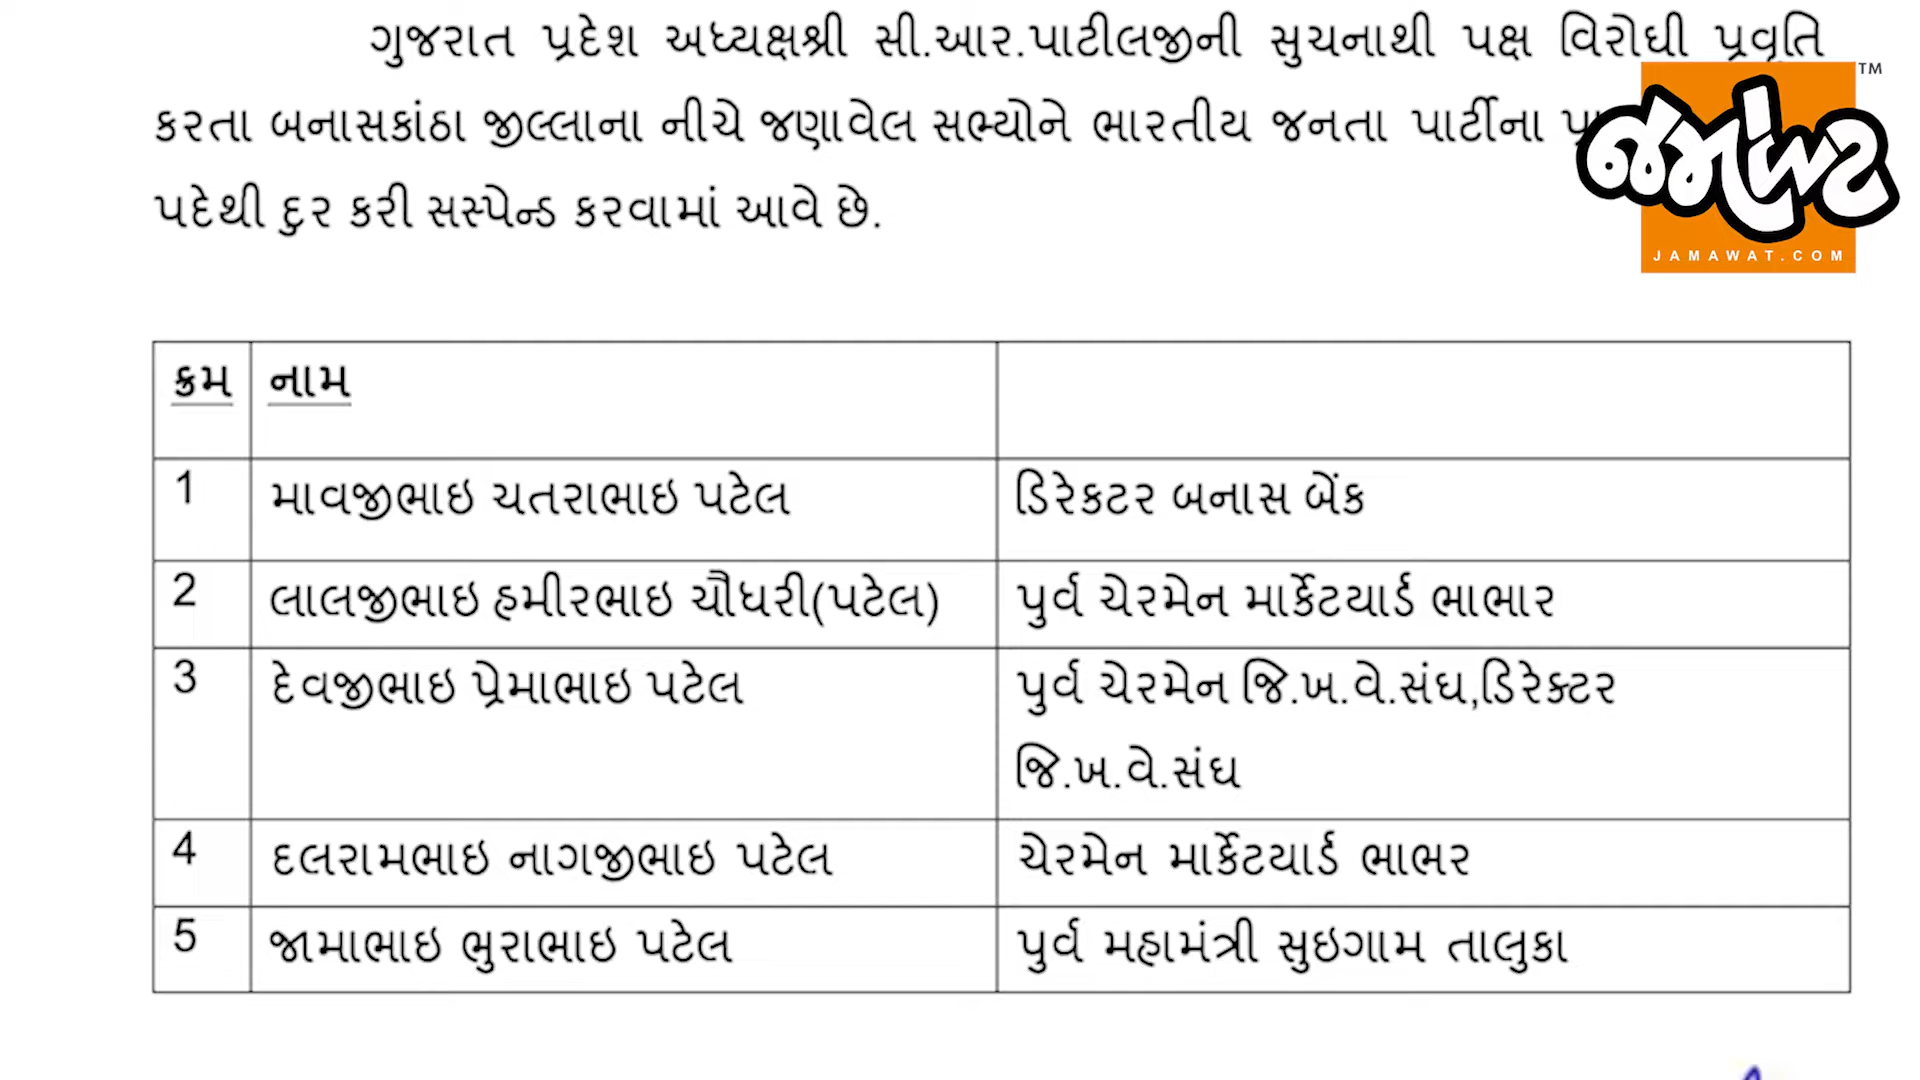 ગુજરાત પ્રદેશ અધ્યક્ષશ્રી સી.આર.પાટીલજીની સુચનાથી પક્ષ વિરોધી પ્રવૃતિ
કરતા બનાસકાંઠા જીલ્લાના નીચે જણાવેલ સભ્યોને ભારતીય જનતા પાર્ટીના
પદેથી દુર કરી સસ્પેન્ડ કરવામાં આવે છે.
જમાવટ TM
JAMAWAT.COM
ક્રમ નામ
1 માવજીભાઇ ચતરાભાઇ પટેલ ડિરેકટર બનાસ બેંક
2 લાલજીભાઇ હમીરભાઇ ચૌધરી(પટેલ) પુર્વ ચેરમેન માર્કેટયાર્ડ ભાભાર
3 દેવજીભાઇ પ્રેમાભાઇ પટેલ પુર્વ ચેરમેન જિ.ખ.વે.સંઘ,ડિરેક્ટર
જિ.ખ.વે.સંઘ
4 દલરામભાઇ નાગજીભાઇ પટેલ ચેરમેન માર્કેટયાર્ડ ભાભર
5 જામાભાઇ ભુરાભાઇ પટેલ પુર્વ મહામંત્રી સુઇગામ તાલુકા